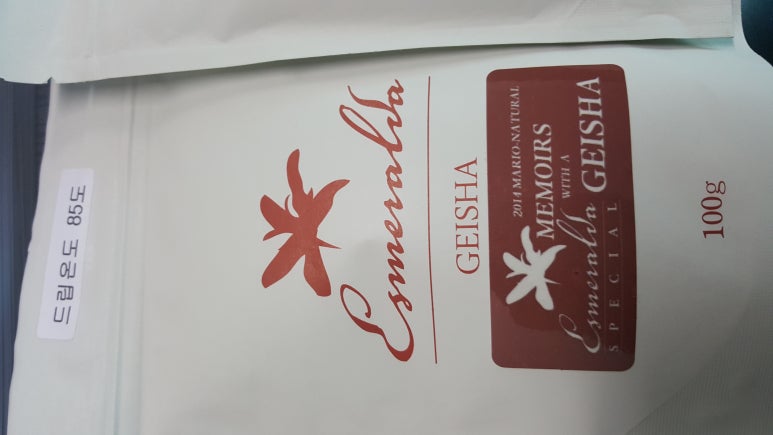 드립온도 85도
Esmeralda
GEISHA
2014 MARIO-NATURAL
MEMOIRS
WITH A
Esmeralda GEISHA
SPECIAL
100g